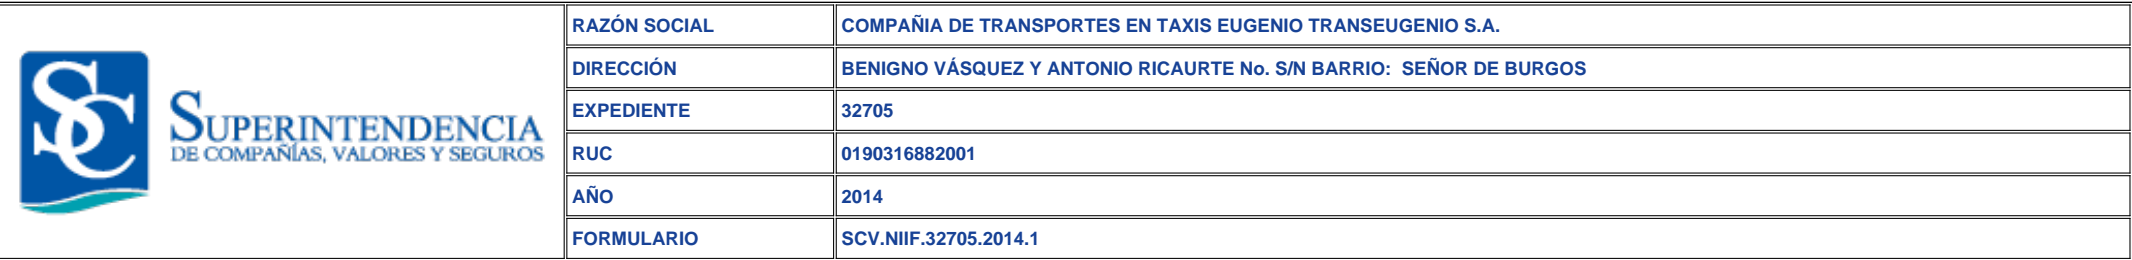 SC
SUPERINTENDENCIA
DE COMPAÑÍAS, VALORES Y SEGUROS
RAZÓN SOCIAL COMPAÑIA DE TRANSPORTES EN TAXIS EUGENIO TRANSEUGENIO S.A.
DIRECCIÓN BENIGNO VÁSQUEZ Y ANTONIO RICAURTE No. S/N BARRIO: SEÑOR DE BURGOS
EXPEDIENTE 32705
RUC 0190316882001
AÑO 2014
FORMULARIO SCV.NIIF.32705.2014.1